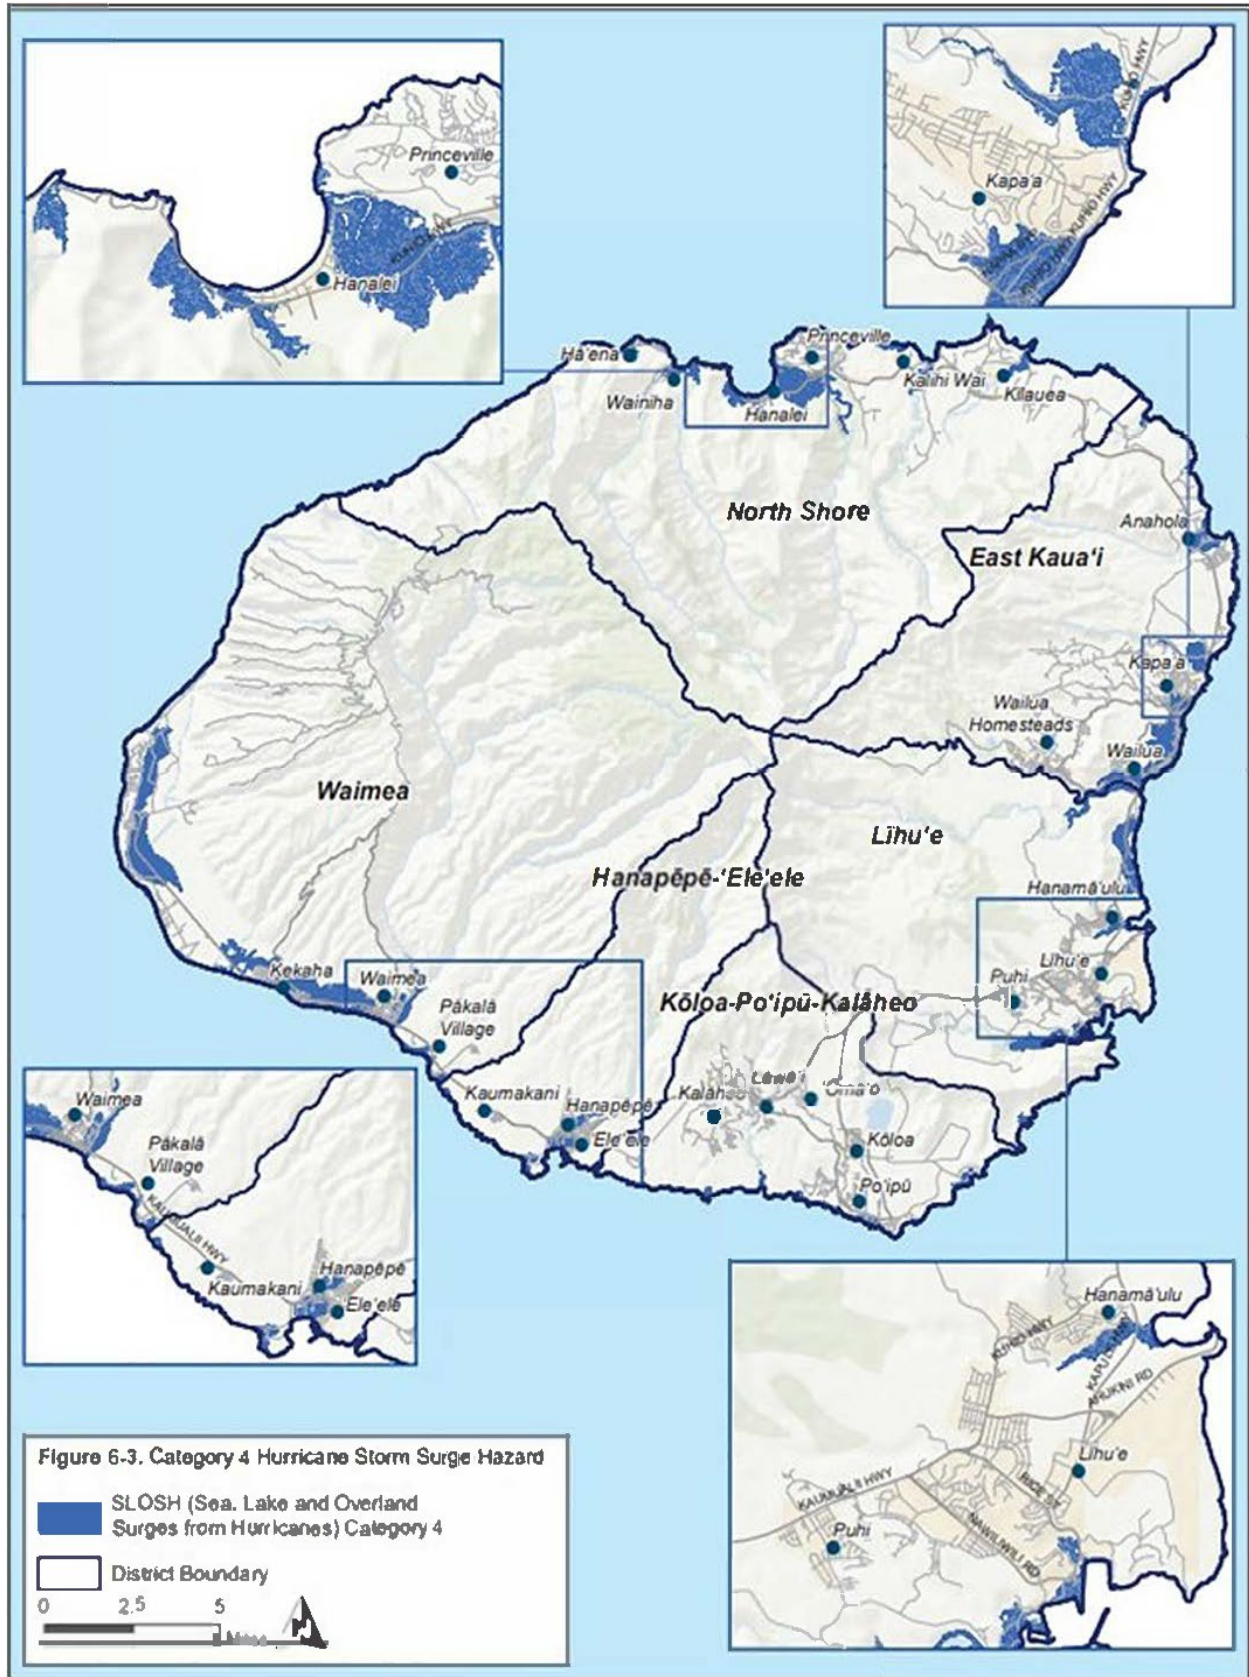 Princeville
KUHIO HWY
Hanalei
KUHIO HWY
Kapa'a
KUHIO HWY
Hā'ena
Princeville
Wainiha
Hanalei
Kalihi Wai
Kīlauea
North Shore
Anahola
East Kaua'i
Kapa'a
Wailua
Homesteads
Wailua
Waimea
Līhu'e
Hanapēpē-'Ele'ele
Hanamā'ulu
Kekaha
Waimea
Līhu'e
Puhi
Pākalā
Village
Kōloa-Po'ipū-Kalāheo
Kaumakani
Hanapēpē
Ele'ele
Kōloa
Po'ipū
Waimea
Pākalā
Village
KAUMUALII HWY
Kaumakani
Hanapēpē
'Ele'ele
Hanamā'ulu
KUHIO HWY
AHUKINI RD
Līhu'e
RICE ST
KAUMUALII HWY
NAWILIWILI RD
Puhi
Figure 6-3. Category 4 Hurricane Storm Surge Hazard
SLOSH (Sea, Lake and Overland
Surges from Hurricanes) Category 4
District Boundary
0 2.5 5